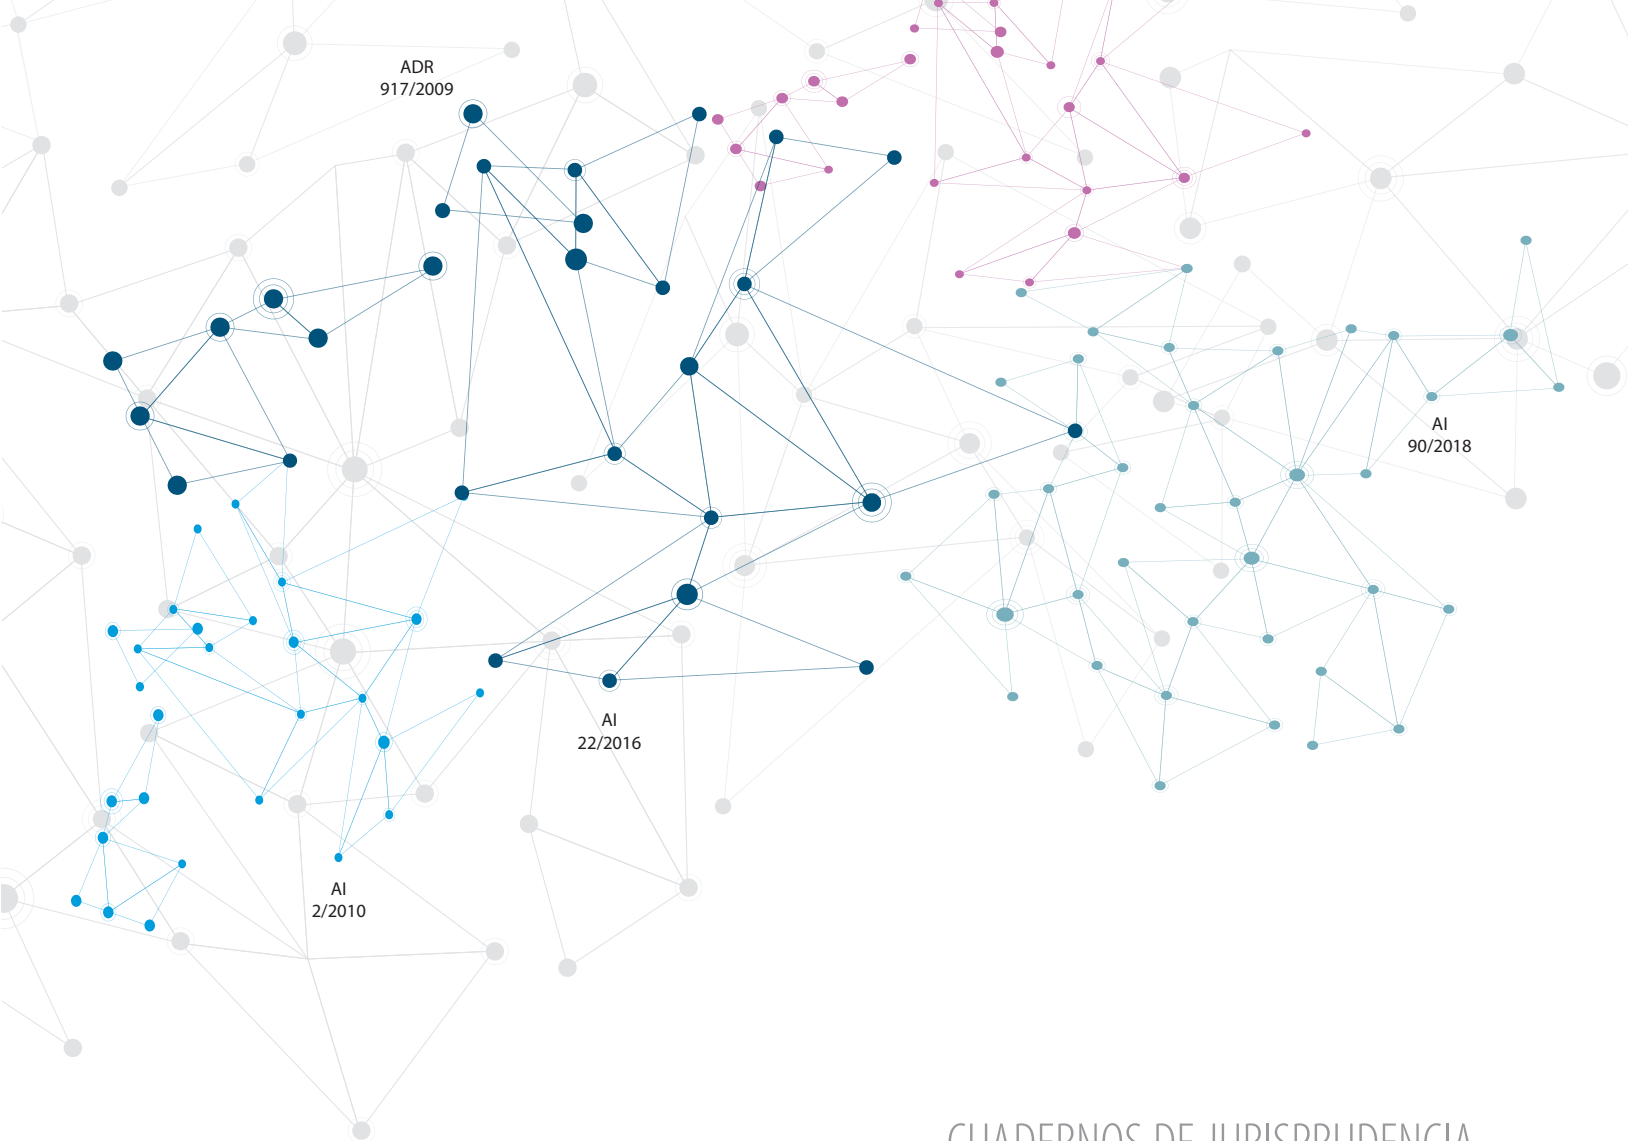 ADR
917/2009
AI
90/2018
AI
22/2016
AI
2/2010
CUADERNOS DE JURISPRUDENCIA